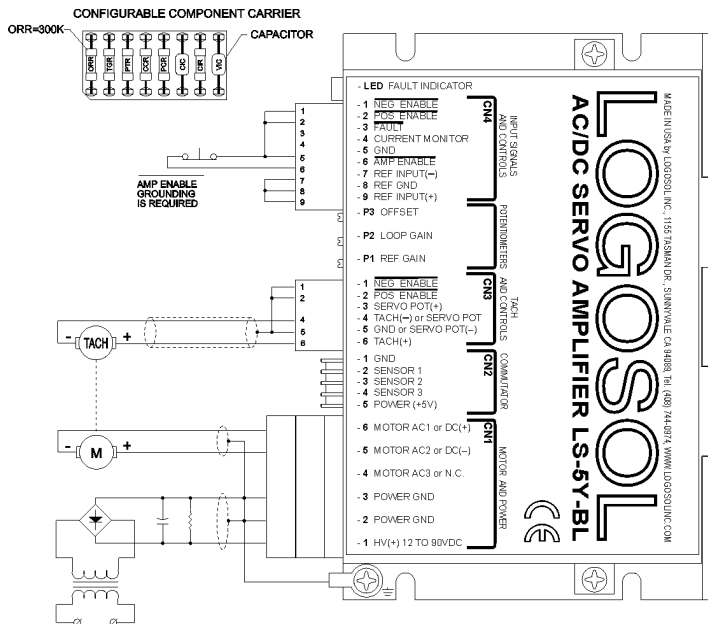 CONFIGURABLE COMPONENT CARRIER
ORR=300K
CAPACITOR
ORR
TGR
PTR
CCR
PCR
CIC
CIR
VIC
1
2
3
4
5
6
7
8
9
AMP ENABLE
GROUNDING
IS REQUIRED
1
2
4
5
6
- TACH +
- M +
- LED FAULT INDICATOR
- 1 NEG ENABLE
- 2 POS ENABLE
- 3 FAULT
- 4 CURRENT MONITOR
- 5 GND
- 6 AMP ENABLE
- 7 REF INPUT(-)
- 8 REF GND
- 9 REF INPUT(+)
CN4
INPUT SIGNALS
AND CONTROLS
- P3 OFFSET
- P2 LOOP GAIN
- P1 REF GAIN
POTENTIOMETERS
- 1 NEG ENABLE
- 2 POS ENABLE
- 3 SERVO POT(+)
- 4 TACH(-) or SERVO POT
- 5 GND or SERVO POT(-)
- 6 TACH(+)
CN3
TACH
AND CONTROLS
- 1 GND
- 2 SENSOR 1
- 3 SENSOR 2
- 4 SENSOR 3
- 5 POWER (+5V)
CN2
COMMUTATOR
- 6 MOTOR AC1 or DC(+)
- 5 MOTOR AC2 or DC(-)
- 4 MOTOR AC3 or N.C.
- 3 POWER GND
- 2 POWER GND
- 1 HV(+) 12 TO 90VDC
CN1
MOTOR AND POWER
CE
AC/DC SERVO AMPLIFIER LS-5Y-BL
LOGOSOL
MADE IN USA by LOGOSOL INC., 1155 TASMAN DR., SUNNYVALE CA 94089, Tel. (408) 744-0974, WWW.LOGOSOLINC.COM